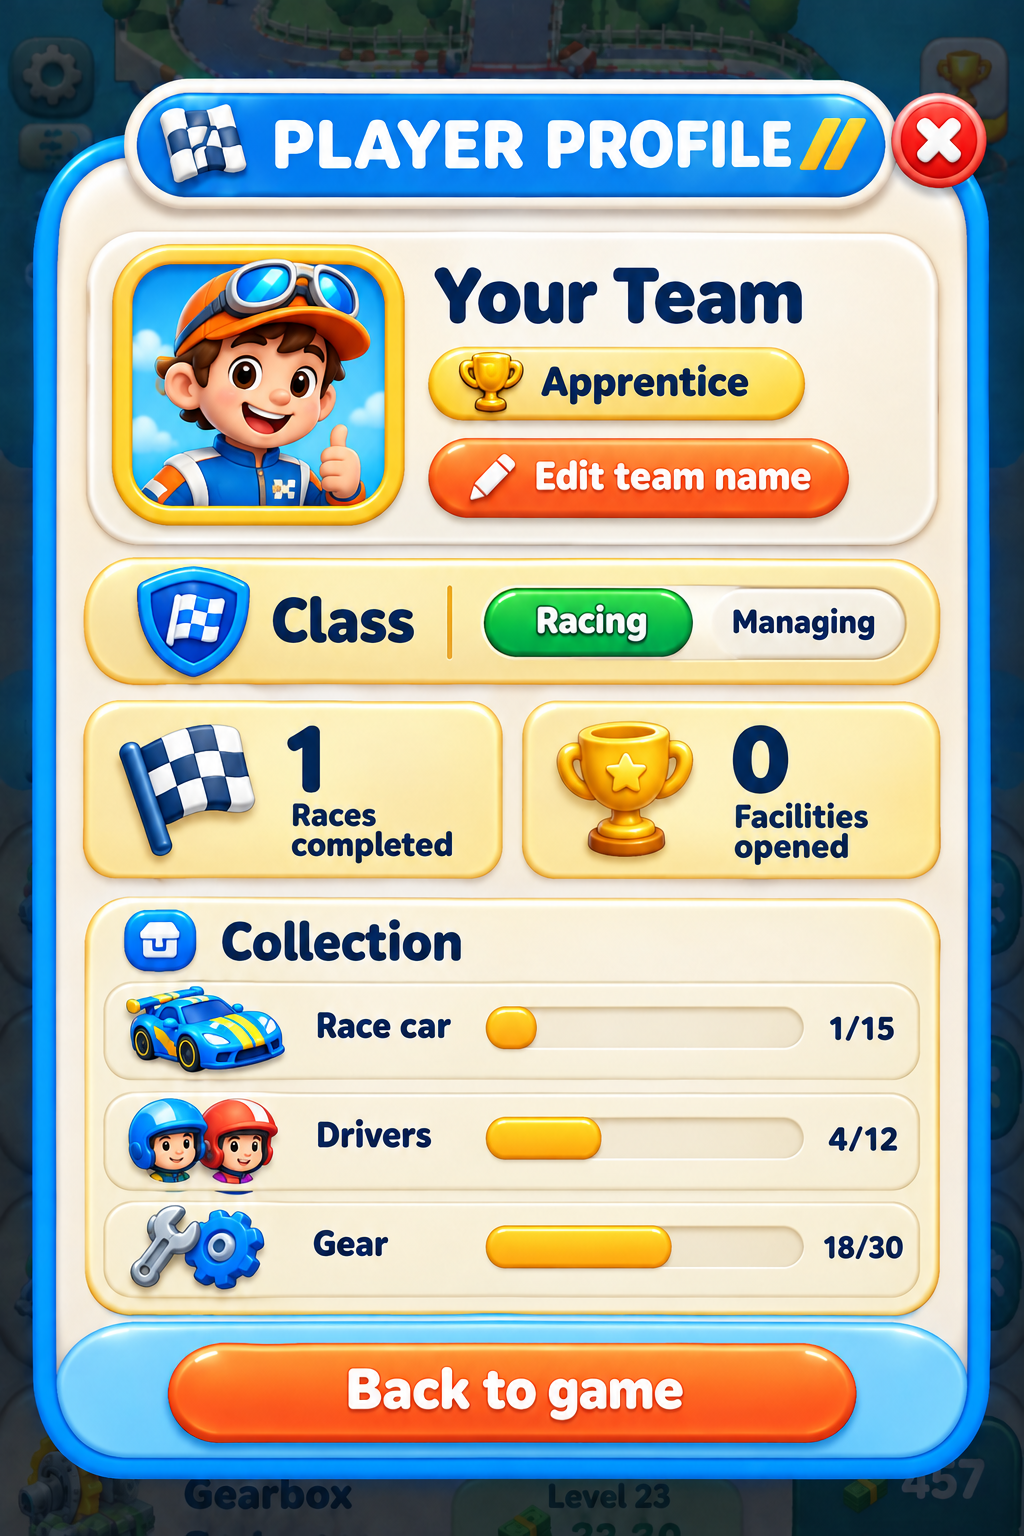 PLAYER PROFILE
Your Team
Apprentice
Edit team name
Class
Racing
Managing
1
Races
completed
0
Facilities
opened
Collection
Race car
1/15
Drivers
4/12
Gear
18/30
Back to game
Gearbox
Level 23
457